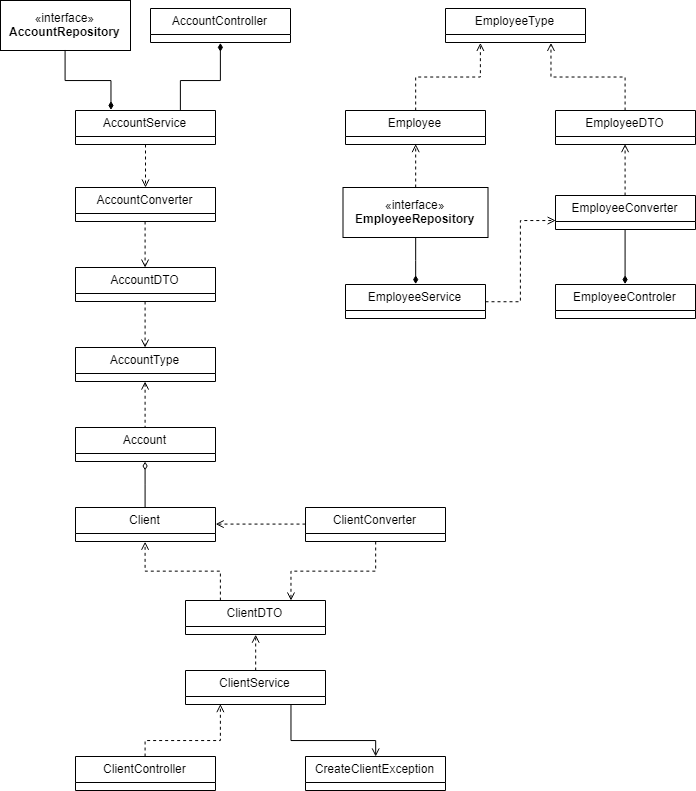 «interface»
AccountRepository
AccountController
EmployeeType
AccountService
Employee
EmployeeDTO
AccountConverter
«interface»
EmployeeRepository
EmployeeConverter
AccountDTO
EmployeeService
EmployeeControler
AccountType
Account
Client
ClientConverter
ClientDTO
ClientService
ClientController
CreateClientException